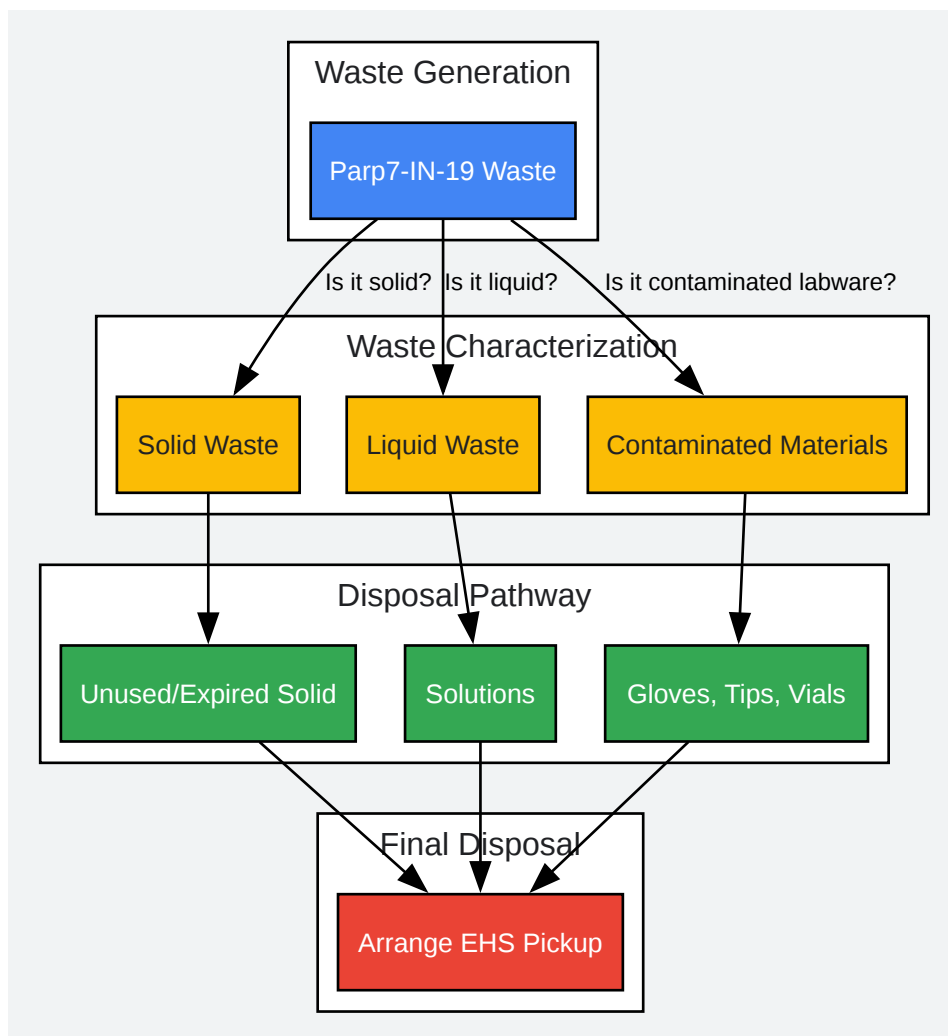 Waste Generation
Parp7-IN-19 Waste
Is it solid?
Is it liquid?
Is it contaminated labware?
Waste Characterization
Solid Waste
Liquid Waste
Contaminated Materials
Disposal Pathway
Unused/Expired Solid
Solutions
Gloves, Tips, Vials
Final Disposal
Arrange EHS Pickup